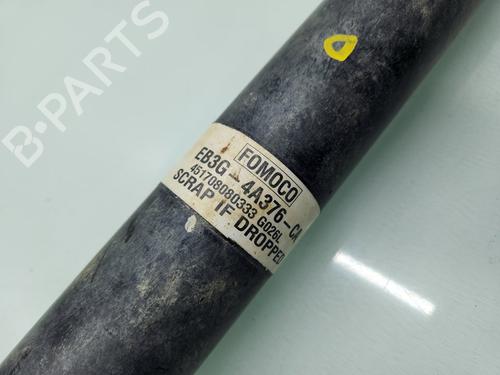 FOMOCO
EB3G - 4A376-CA
451708080333 G026L
SCRAP IF DROPPED
B-PARTS